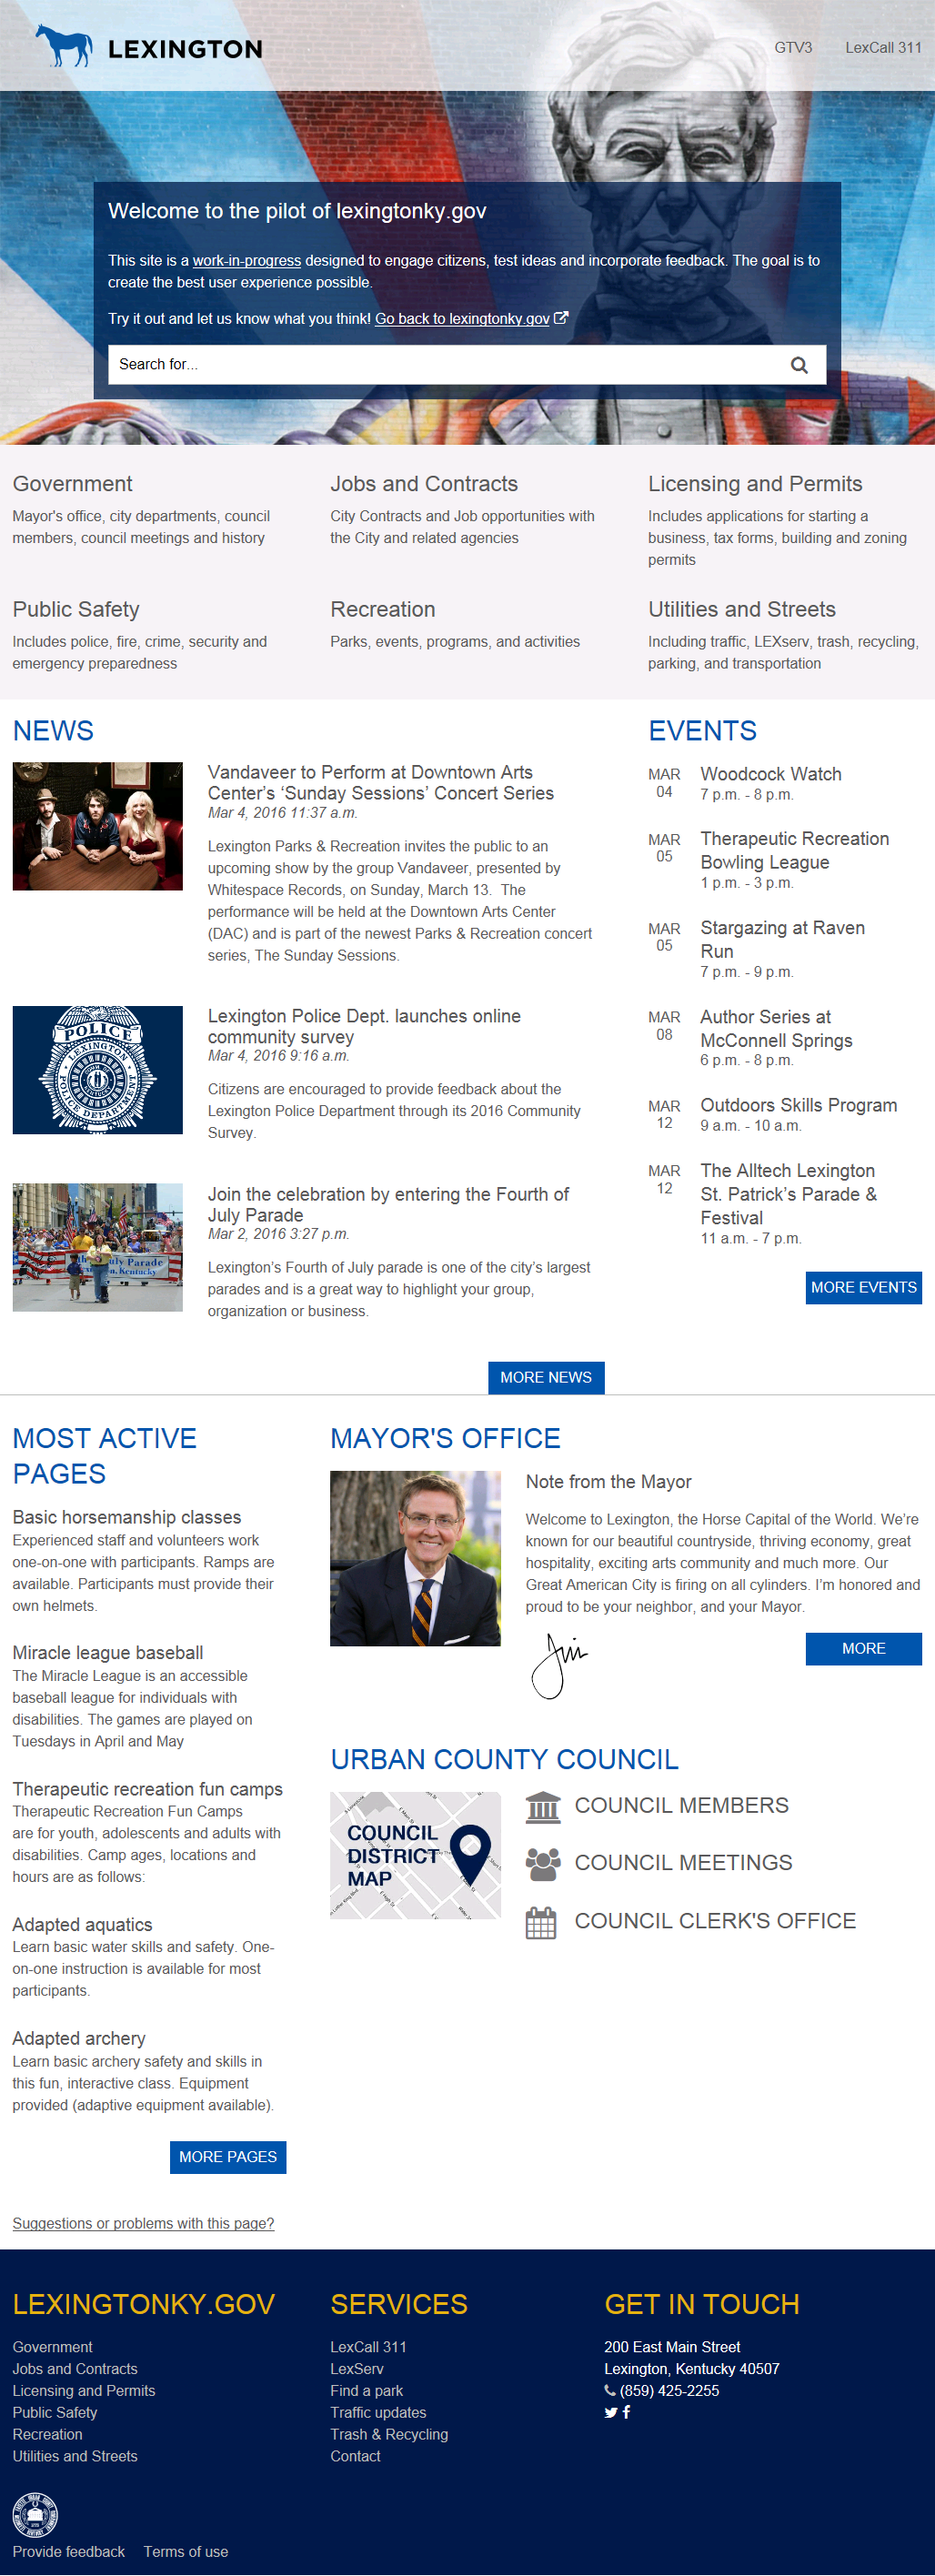 LEXINGTON
GTV3
LexCall 311
Welcome to the pilot of lexingtonky.gov
This site is a work-in-progress designed to engage citizens, test ideas and incorporate feedback. The goal is to
create the best user experience possible.
Try it out and let us know what you think! Go back to lexingtonky.gov
Search for...
Government
Mayor's office, city departments, council
members, council meetings and history
Jobs and Contracts
City Contracts and Job opportunities with
the City and related agencies
Licensing and Permits
Includes applications for starting a
business, tax forms, building and zoning
permits
Public Safety
Includes police, fire, crime, security and
emergency preparedness
Recreation
Parks, events, programs, and activities
Utilities and Streets
Including traffic, LEXserv, trash, recycling,
parking, and transportation
NEWS
Vandaveer to Perform at Downtown Arts
Center’s ‘Sunday Sessions’ Concert Series
Mar 4, 2016 11:37 a.m.
Lexington Parks & Recreation invites the public to an
upcoming show by the group Vandaveer, presented by
Whitespace Records, on Sunday, March 13. The
performance will be held at the Downtown Arts Center
(DAC) and is part of the newest Parks & Recreation concert
series, The Sunday Sessions.
POLICE
LEXINGTON
POLICE DEPARTMENT
Lexington Police Dept. launches online
community survey
Mar 4, 2016 9:16 a.m.
Citizens are encouraged to provide feedback about the
Lexington Police Department through its 2016 Community
Survey.
July Parade
Kentucky
Join the celebration by entering the Fourth of
July Parade
Mar 2, 2016 3:27 p.m.
Lexington’s Fourth of July parade is one of the city’s largest
parades and is a great way to highlight your group,
organization or business.
MORE NEWS
EVENTS
MAR
04
Woodcock Watch
7 p.m. - 8 p.m.
MAR
05
Therapeutic Recreation
Bowling League
1 p.m. - 3 p.m.
MAR
05
Stargazing at Raven
Run
7 p.m. - 9 p.m.
MAR
08
Author Series at
McConnell Springs
6 p.m. - 8 p.m.
MAR
12
Outdoors Skills Program
9 a.m. - 10 a.m.
MAR
12
The Alltech Lexington
St. Patrick’s Parade &
Festival
11 a.m. - 7 p.m.
MORE EVENTS
MOST ACTIVE
PAGES
Basic horsemanship classes
Experienced staff and volunteers work
one-on-one with participants. Ramps are
available. Participants must provide their
own helmets.
Miracle league baseball
The Miracle League is an accessible
baseball league for individuals with
disabilities. The games are played on
Tuesdays in April and May
Therapeutic recreation fun camps
Therapeutic Recreation Fun Camps
are for youth, adolescents and adults with
disabilities. Camp ages, locations and
hours are as follows:
Adapted aquatics
Learn basic water skills and safety. One-
on-one instruction is available for most
participants.
Adapted archery
Learn basic archery safety and skills in
this fun, interactive class. Equipment
provided (adaptive equipment available).
MORE PAGES
Suggestions or problems with this page?
MAYOR'S OFFICE
Note from the Mayor
Welcome to Lexington, the Horse Capital of the World. We’re
known for our beautiful countryside, thriving economy, great
hospitality, exciting arts community and much more. Our
Great American City is firing on all cylinders. I’m honored and
proud to be your neighbor, and your Mayor.
Jim
MORE
URBAN COUNTY COUNCIL
COUNCIL
DISTRICT
MAP
COUNCIL MEMBERS
COUNCIL MEETINGS
COUNCIL CLERK'S OFFICE
LEXINGTONKY.GOV
Government
Jobs and Contracts
Licensing and Permits
Public Safety
Recreation
Utilities and Streets
SERVICES
LexCall 311
LexServ
Find a park
Traffic updates
Trash & Recycling
Contact
GET IN TOUCH
200 East Main Street
Lexington, Kentucky 40507
(859) 425-2255
Provide feedback
Terms of use